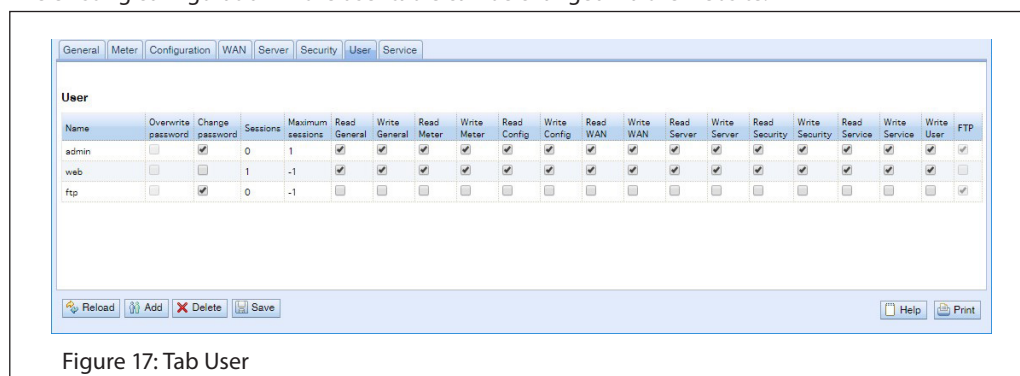 General Meter Configuration WAN Server Security User Service
User
Name Overwrite password Change password Sessions Maximum sessions Read General Write General Read Meter Write Meter Read Config Write Config Read WAN Write WAN Read Server Write Server Read Security Write Security Read Service Write Service Write User FTP
admin 0 1
web 1 -1
ftp 0 -1
Reload Add Delete Save Help Print
Figure 17: Tab User